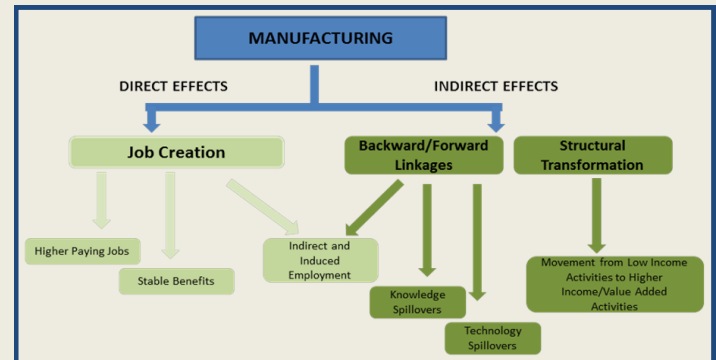 MANUFACTURING
DIRECT EFFECTS
INDIRECT EFFECTS
Job Creation
Backward/Forward
Linkages
Structural
Transformation
Higher Paying Jobs
Stable Benefits
Indirect and
Induced
Employment
Knowledge
Spillovers
Technology
Spillovers
Movement from Low Income
Activities to Higher
Income/Value Added
Activities